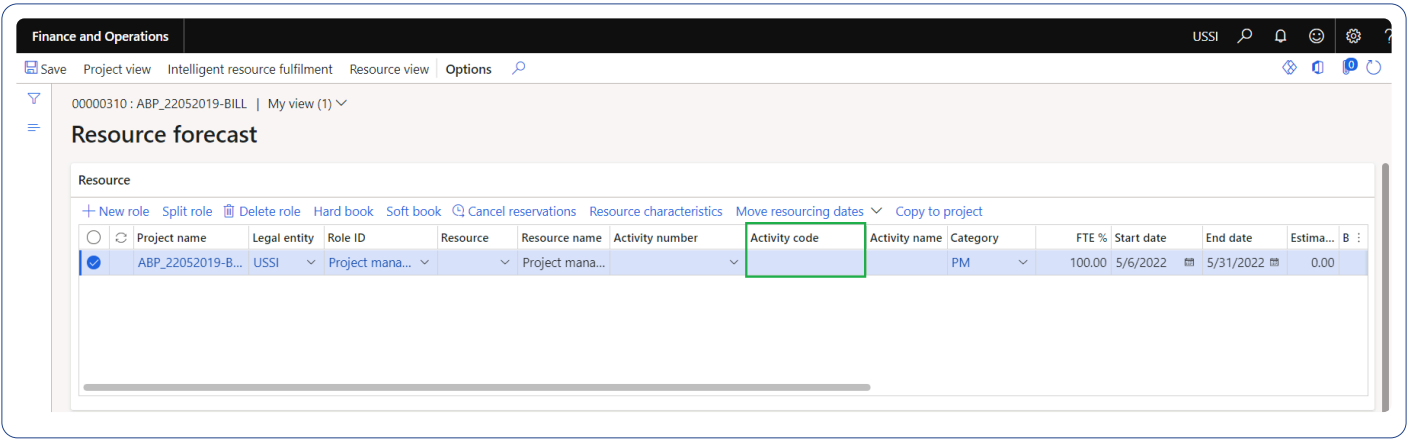 Finance and Operations USSI ?
Save Project view Intelligent resource fulfilment Resource view Options 0
00000310 : ABP_22052019-BILL | My view (1)
Resource forecast
Resource
New role Split role Delete role Hard book Soft book Cancel reservations Resource characteristics Move resourcing dates Copy to project
Project name Legal entity Role ID Resource Resource name Activity number Activity code Activity name Category FTE % Start date End date Estima... B
ABP_22052019-B... USSI Project mana... Project mana... PM 100.00 5/6/2022 5/31/2022 0.00